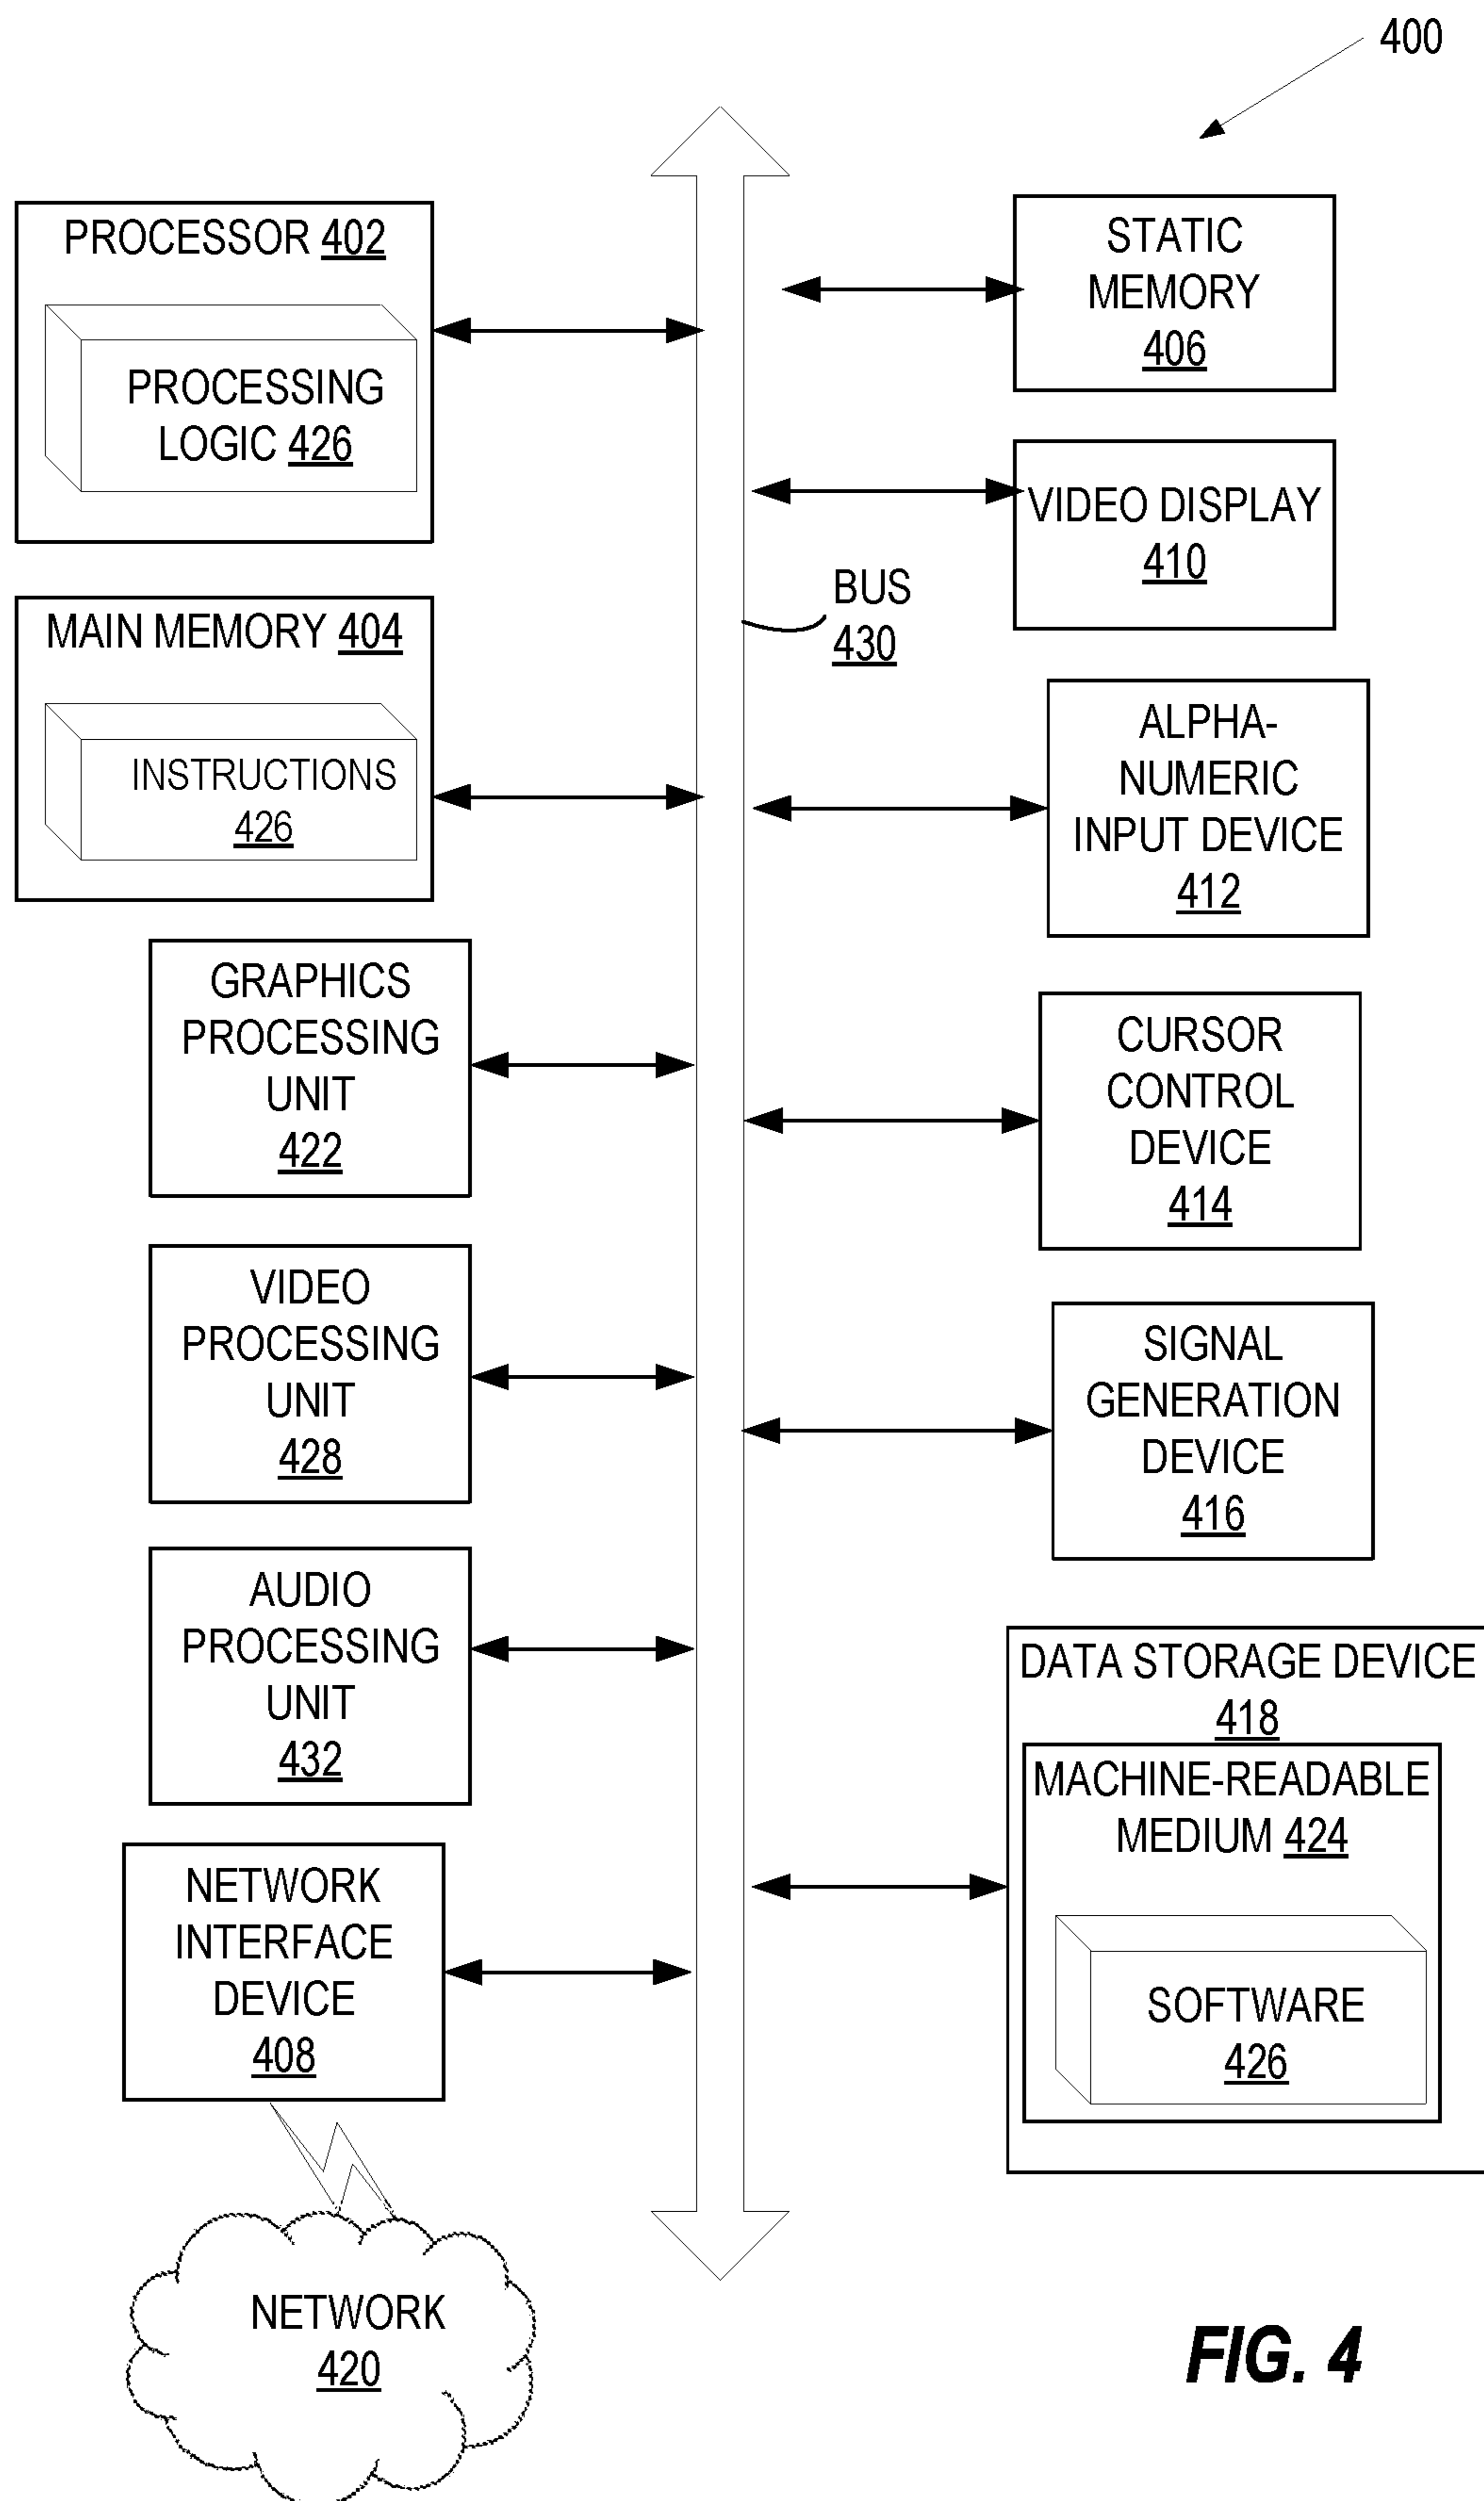 400
PROCESSOR 402
PROCESSING
LOGIC 426
MAIN MEMORY 404
INSTRUCTIONS
426
GRAPHICS
PROCESSING
UNIT
422
VIDEO
PROCESSING
UNIT
428
AUDIO
PROCESSING
UNIT
432
NETWORK
INTERFACE
DEVICE
408
NETWORK
420
BUS
430
STATIC
MEMORY
406
VIDEO DISPLAY
410
ALPHA-
NUMERIC
INPUT DEVICE
412
CURSOR
CONTROL
DEVICE
414
SIGNAL
GENERATION
DEVICE
416
DATA STORAGE DEVICE
418
MACHINE-READABLE
MEDIUM 424
SOFTWARE
426
FIG. 4